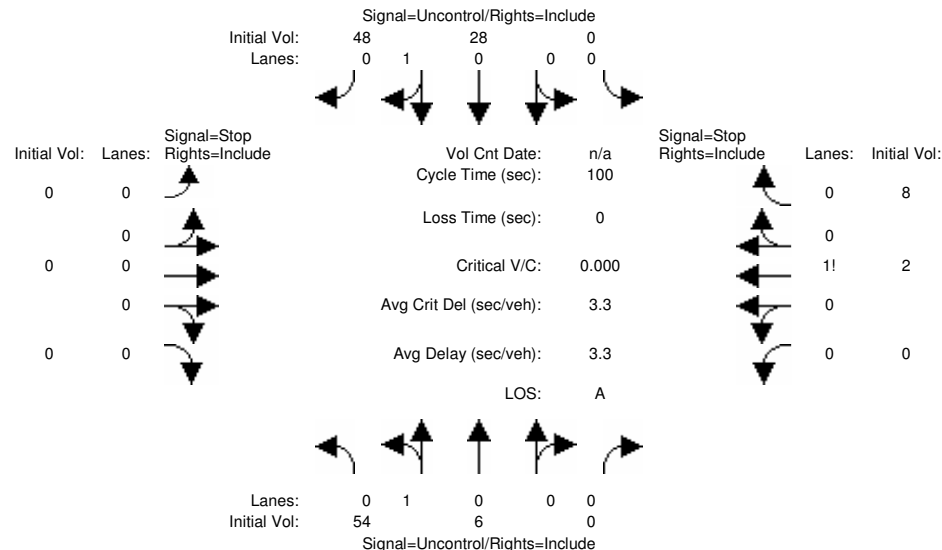 Signal=Uncontrol/Rights=Include
Initial Vol: 48 28 0
Lanes: 0 1 0 0 0
Signal=Stop
Initial Vol: Lanes: Rights=Include
Vol Cnt Date: n/a
Signal=Stop
Rights=Include Lanes: Initial Vol:
Cycle Time (sec): 100
0 0
0 8
Loss Time (sec): 0
0
0
0 0
Critical V/C: 0.000
1! 2
0
Avg Crit Del (sec/veh): 3.3
0
0 0
Avg Delay (sec/veh): 3.3
0 0
LOS: A
Lanes: 0 1 0 0 0
Initial Vol: 54 6 0
Signal=Uncontrol/Rights=Include